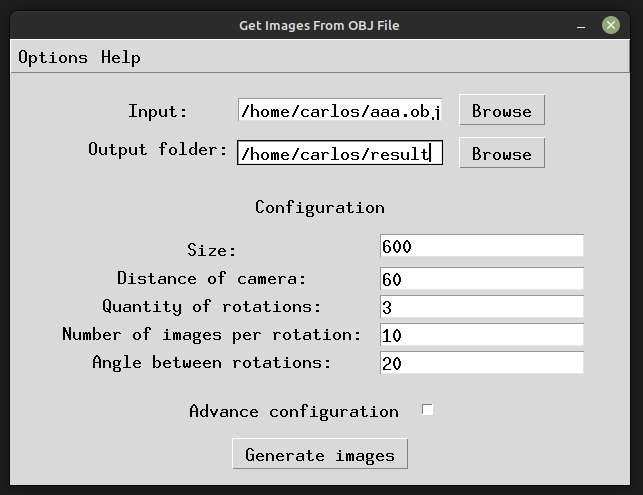 Get Images From OBJ File
Options Help
Input: /home/carlos/aaa.obj Browse
Output folder: /home/carlos/result Browse
Configuration
Size: 600
Distance of camera: 60
Quantity of rotations: 3
Number of images per rotation: 10
Angle between rotations: 20
Advance configuration
Generate images